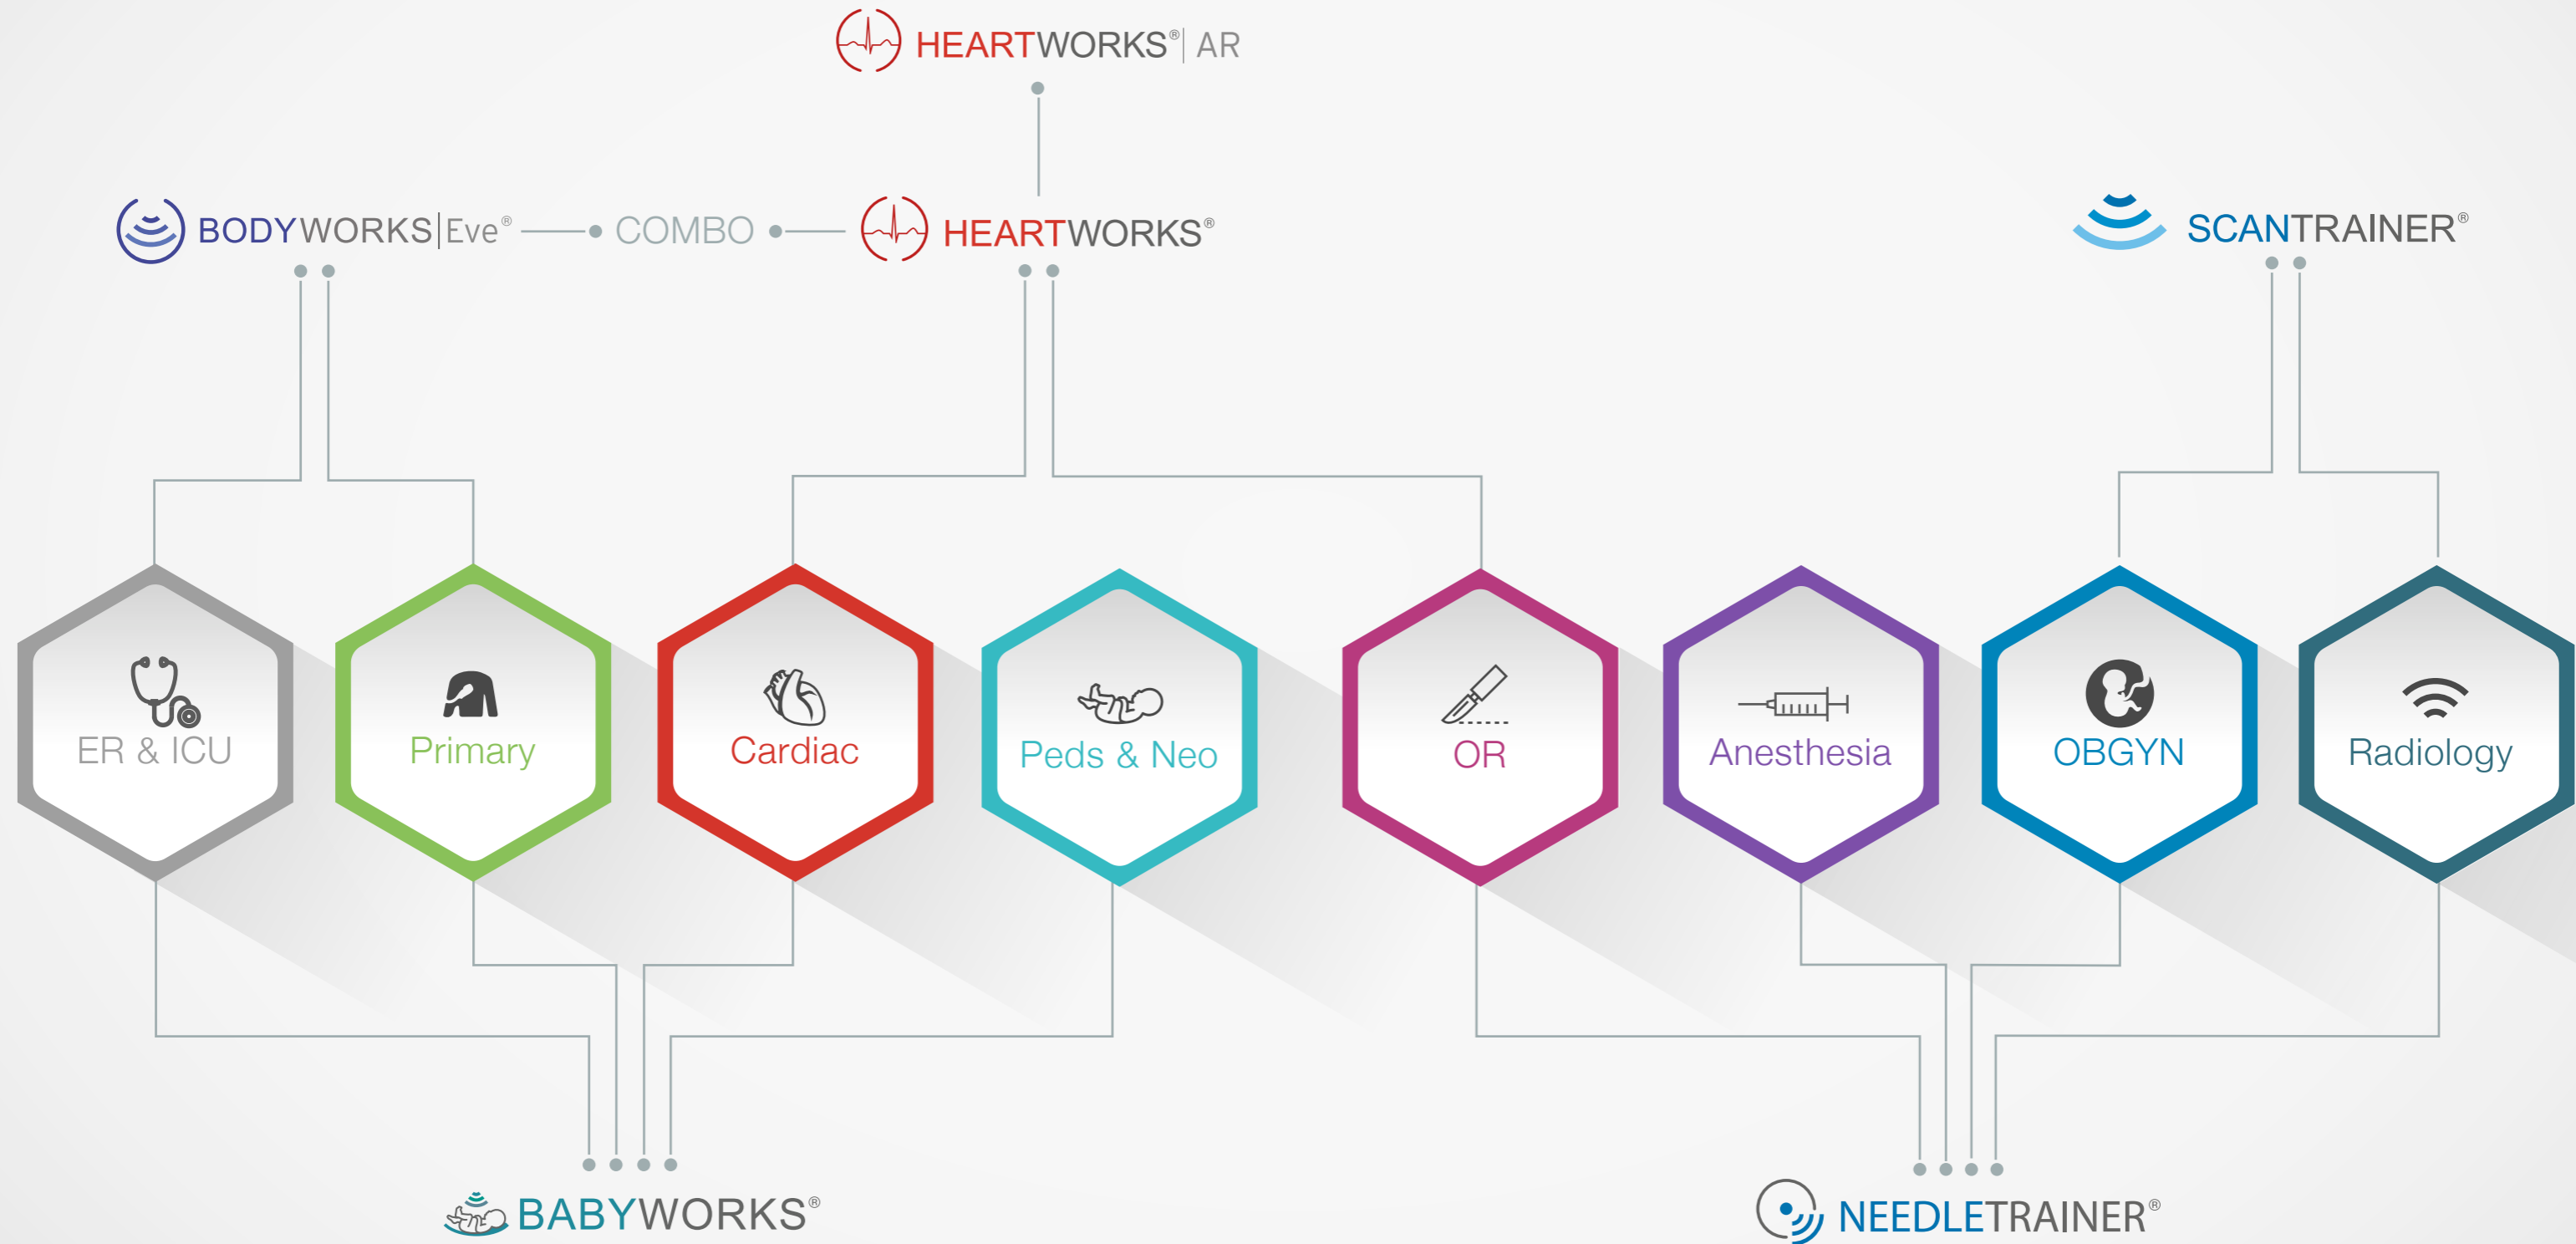 HEARTWORKS® | AR
BODYWORKS|Eve®
COMBO
HEARTWORKS®
SCANTRAINER®
ER & ICU
Primary
Cardiac
Peds & Neo
OR
Anesthesia
OBGYN
Radiology
BABYWORKS®
NEEDLETRAINER®